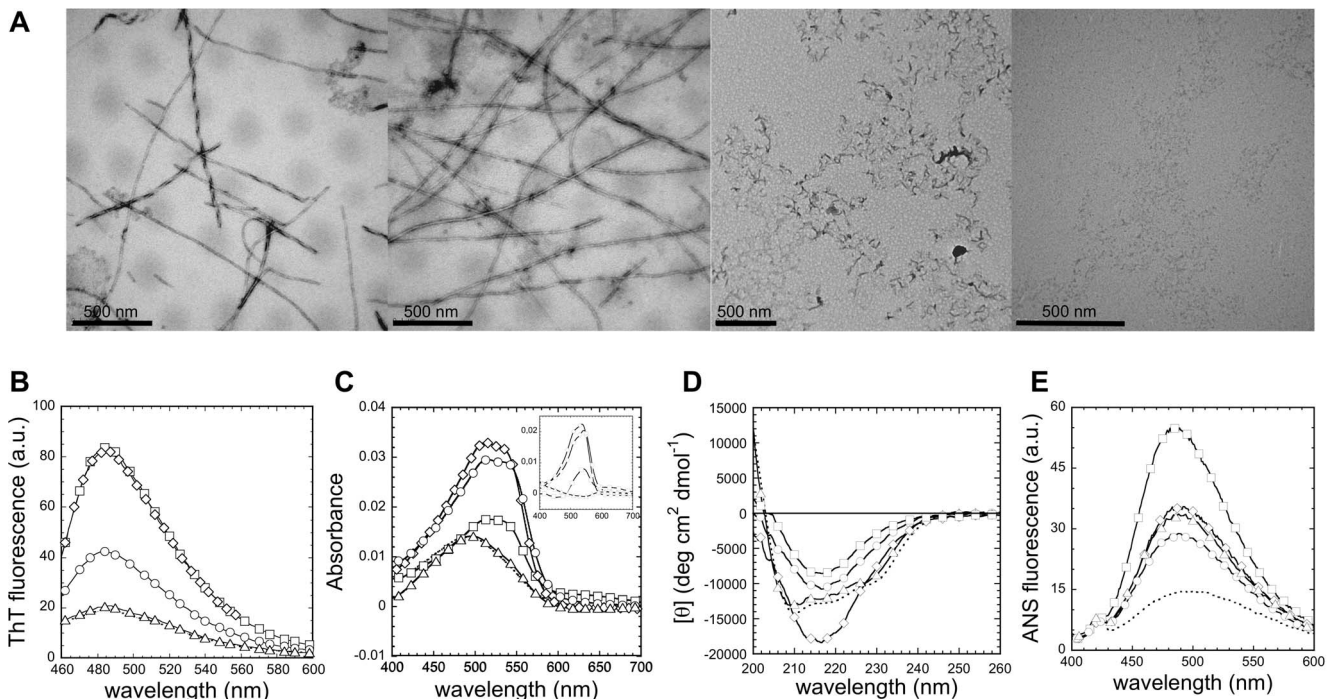 A
500 nm 500 nm 500 nm 500 nm
B
ThT fluorescence (a.u.)
100
80
60
40
20
0
460 480 500 520 540 560 580 600
wavelength (nm)
C
Absorbance
0.04
0.03
0.02
0.01
0
-0.01
400 450 500 550 600 650 700
wavelength (nm)
0,02
0,01
0
400 500 600 700
D
[θ] (deg cm² dmol⁻¹)
15000
10000
5000
0
-5000
-10000
-15000
-20000
200 210 220 230 240 250 260
wavelength (nm)
E
ANS fluorescence (a.u.)
60
45
30
15
0
400 450 500 550 600
wavelength (nm)